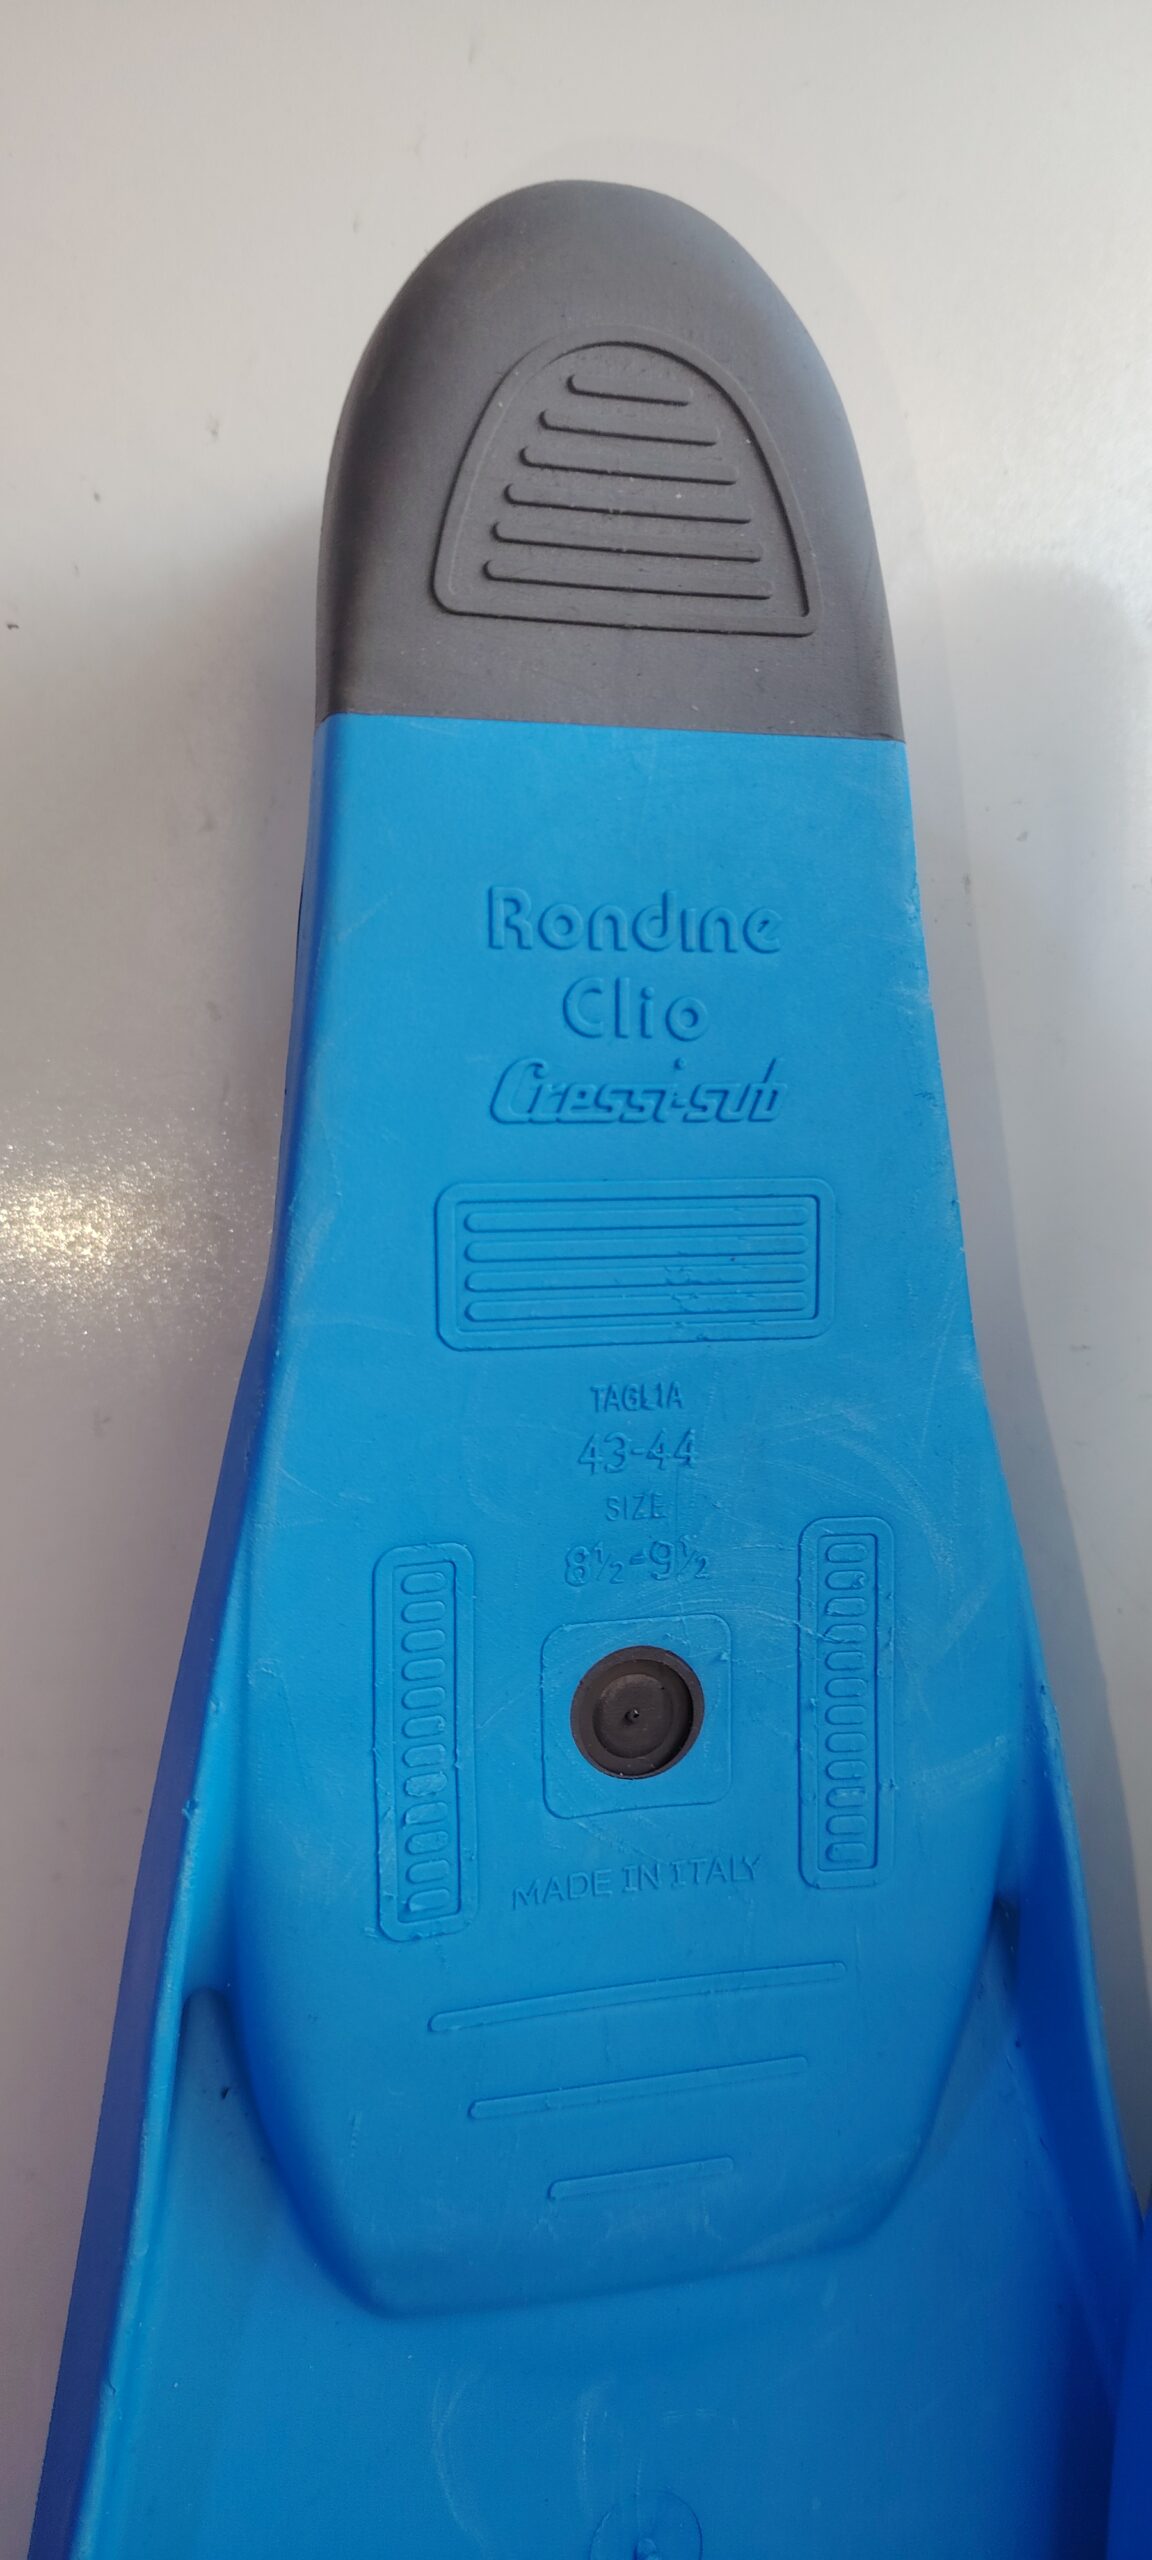 Rondine
Clio
Cressi-sub
TAGLIA
43-44
SIZE
8½-9½
MADE IN ITALY